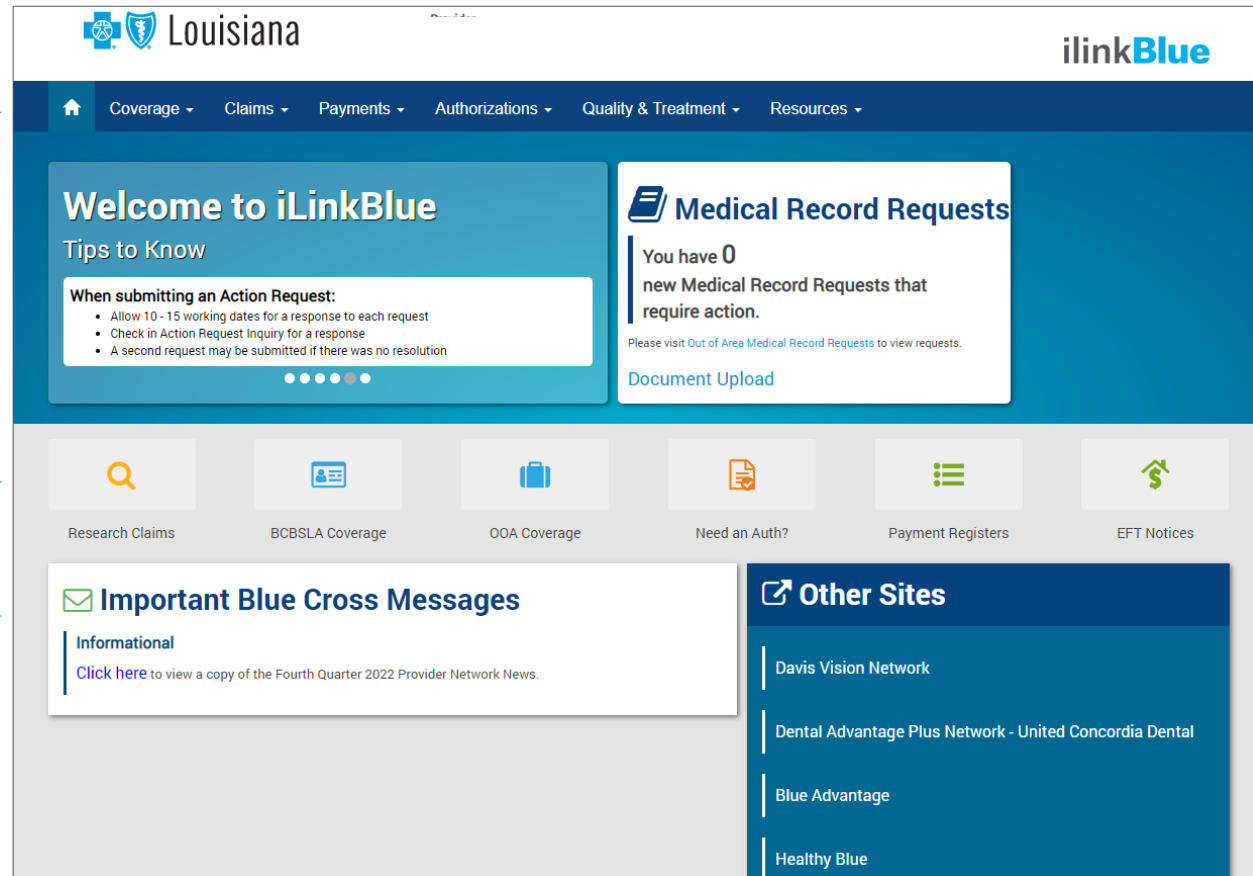 Louisiana
Provider
ilinkBlue
Coverage
Claims
Payments
Authorizations
Quality & Treatment
Resources
Welcome to iLinkBlue
Tips to Know
When submitting an Action Request:
• Allow 10 - 15 working dates for a response to each request
• Check in Action Request Inquiry for a response
• A second request may be submitted if there was no resolution
Medical Record Requests
You have 0
new Medical Record Requests that
require action.
Please visit Out of Area Medical Record Requests to view requests.
Document Upload
Research Claims
BCBSLA Coverage
OOA Coverage
Need an Auth?
Payment Registers
EFT Notices
Important Blue Cross Messages
Informational
Click here to view a copy of the Fourth Quarter 2022 Provider Network News.
Other Sites
Davis Vision Network
Dental Advantage Plus Network - United Concordia Dental
Blue Advantage
Healthy Blue